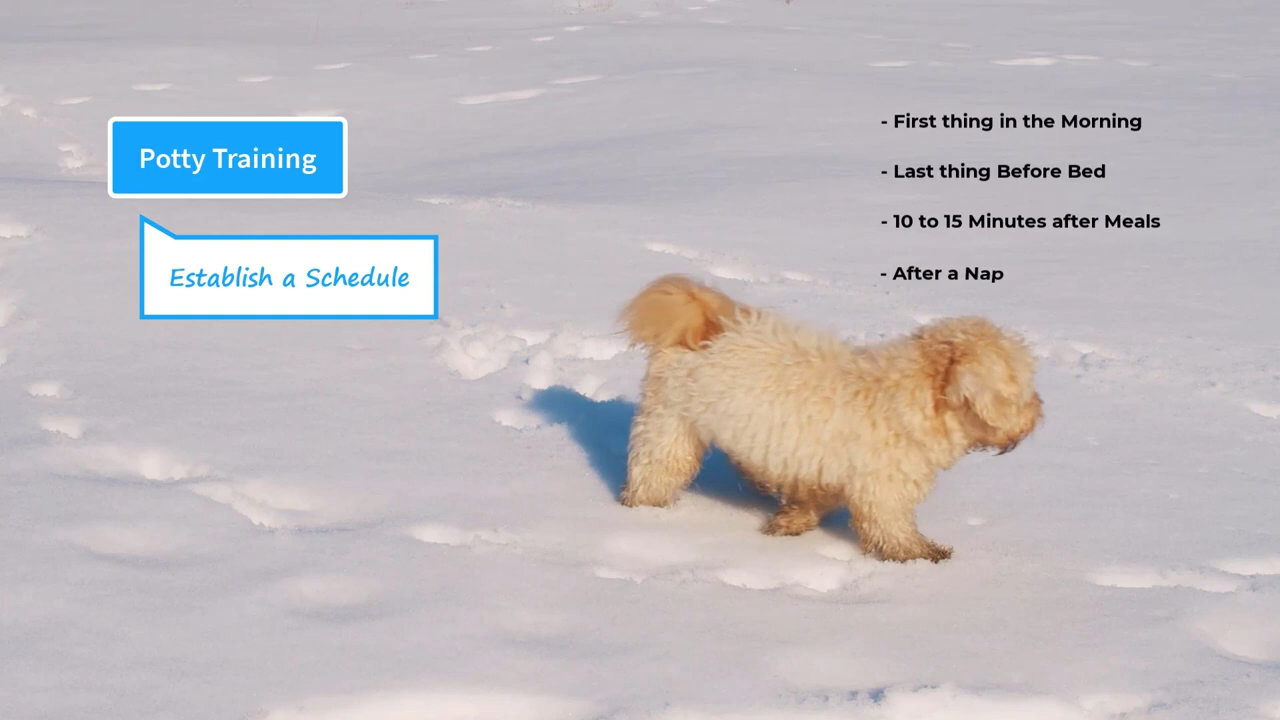 Potty Training
Establish a Schedule
- First thing in the Morning
- Last thing Before Bed
- 10 to 15 Minutes after Meals
- After a Nap